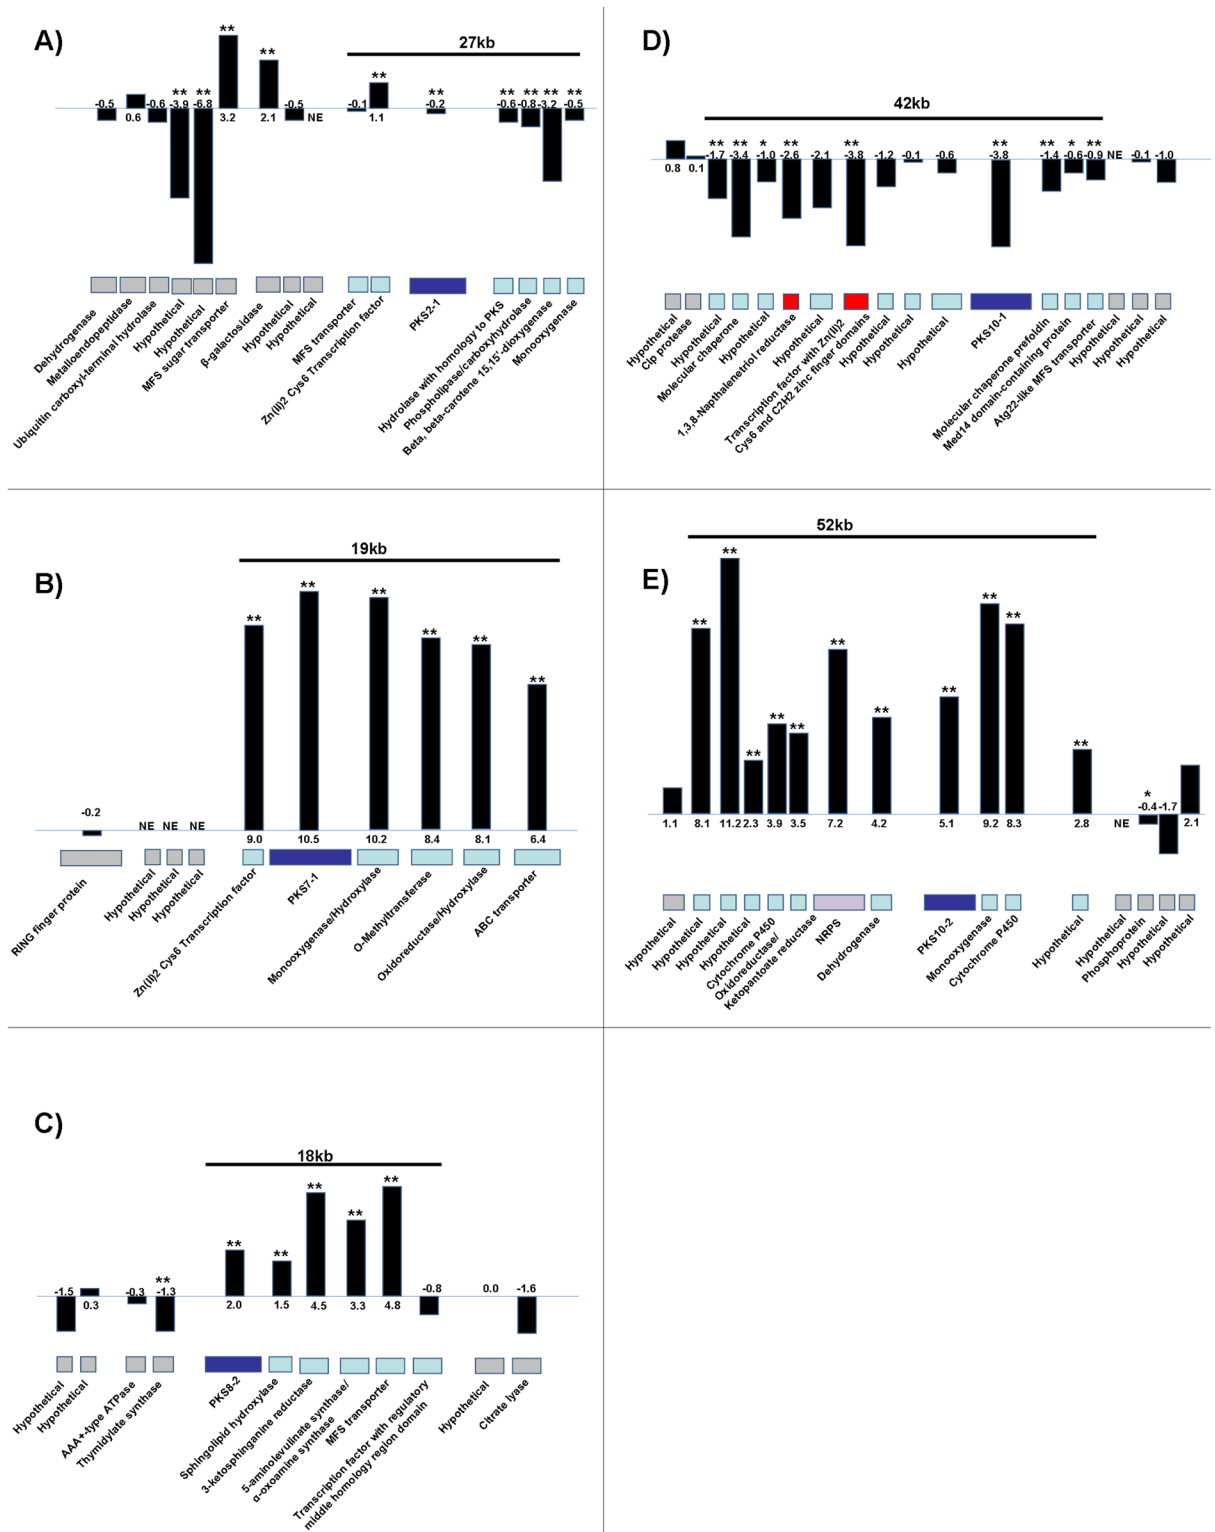 A)
27kb
** ** ** ** ** ** ** ** ** **
-0.5 -0.6 -3.9 -6.8 -0.5 -0.1 -0.2 -0.6 -0.8 -3.2 -0.5
0.6 3.2 2.1 NE 1.1
Dehydrogenase
Metalloendopeptidase
Ubiquitin carboxyl-terminal hydrolase
Hypothetical
Hypothetical
MFS sugar transporter
β-galactosidase
Hypothetical
Hypothetical
MFS transporter
Zn(II)2 Cys6 Transcription factor
PKS2-1
Hydrolase with homology to PKS
Phospholipase/carboxyhydrolase
Beta, beta-carotene 15,15'-dioxygenase
Monooxygenase
D)
42kb
** ** * ** ** ** ** * **
-1.7 -3.4 -1.0 -2.6 -2.1 -3.8 -1.2 -0.1 -0.6 -3.8 -1.4 -0.6 -0.9 NE -0.1 -1.0
0.8 0.1
Hypothetical
Clp protease
Hypothetical
Molecular chaperone
Hypothetical
1,3,8-Napthalenetriol reductase
Hypothetical
Transcription factor with Zn(II)2
Cys6 and C2H2 zinc finger domains
Hypothetical
Hypothetical
Hypothetical
PKS10-1
Molecular chaperone prefoldin
Med14 domain-containing protein
Atg22-like MFS transporter
Hypothetical
Hypothetical
Hypothetical
B)
19kb
** ** ** ** ** **
-0.2
NE NE NE
9.0 10.5 10.2 8.4 8.1 6.4
RING finger protein
Hypothetical
Hypothetical
Hypothetical
Zn(II)2 Cys6 Transcription factor
PKS7-1
Monooxygenase/Hydroxylase
O-Methyltransferase
Oxidoreductase/Hydroxylase
ABC transporter
E)
52kb
** ** ** ** ** ** ** ** ** ** ** *
-0.4 -1.7
1.1 8.1 11.2 2.3 3.9 3.5 7.2 4.2 5.1 9.2 8.3 2.8 NE 2.1
Hypothetical
Hypothetical
Hypothetical
Hypothetical
Cytochrome P450
Oxidoreductase/
Ketopantoate reductase
NRPS
Dehydrogenase
PKS10-2
Monooxygenase
Cytochrome P450
Hypothetical
Hypothetical
Phosphoprotein
Hypothetical
Hypothetical
C)
18kb
** ** ** ** ** **
-1.5 -0.3 -1.3 -0.8 0.0 -1.6
0.3 2.0 1.5 4.5 3.3 4.8
Hypothetical
Hypothetical
AAA+-type ATPase
Thymidylate synthase
PKS8-2
Sphingolipid hydroxylase
3-ketosphinganine reductase
5-aminolevulinate synthase/
α-oxoamine synthase
MFS transporter
Transcription factor with regulatory
middle homology region domain
Hypothetical
Citrate lyase